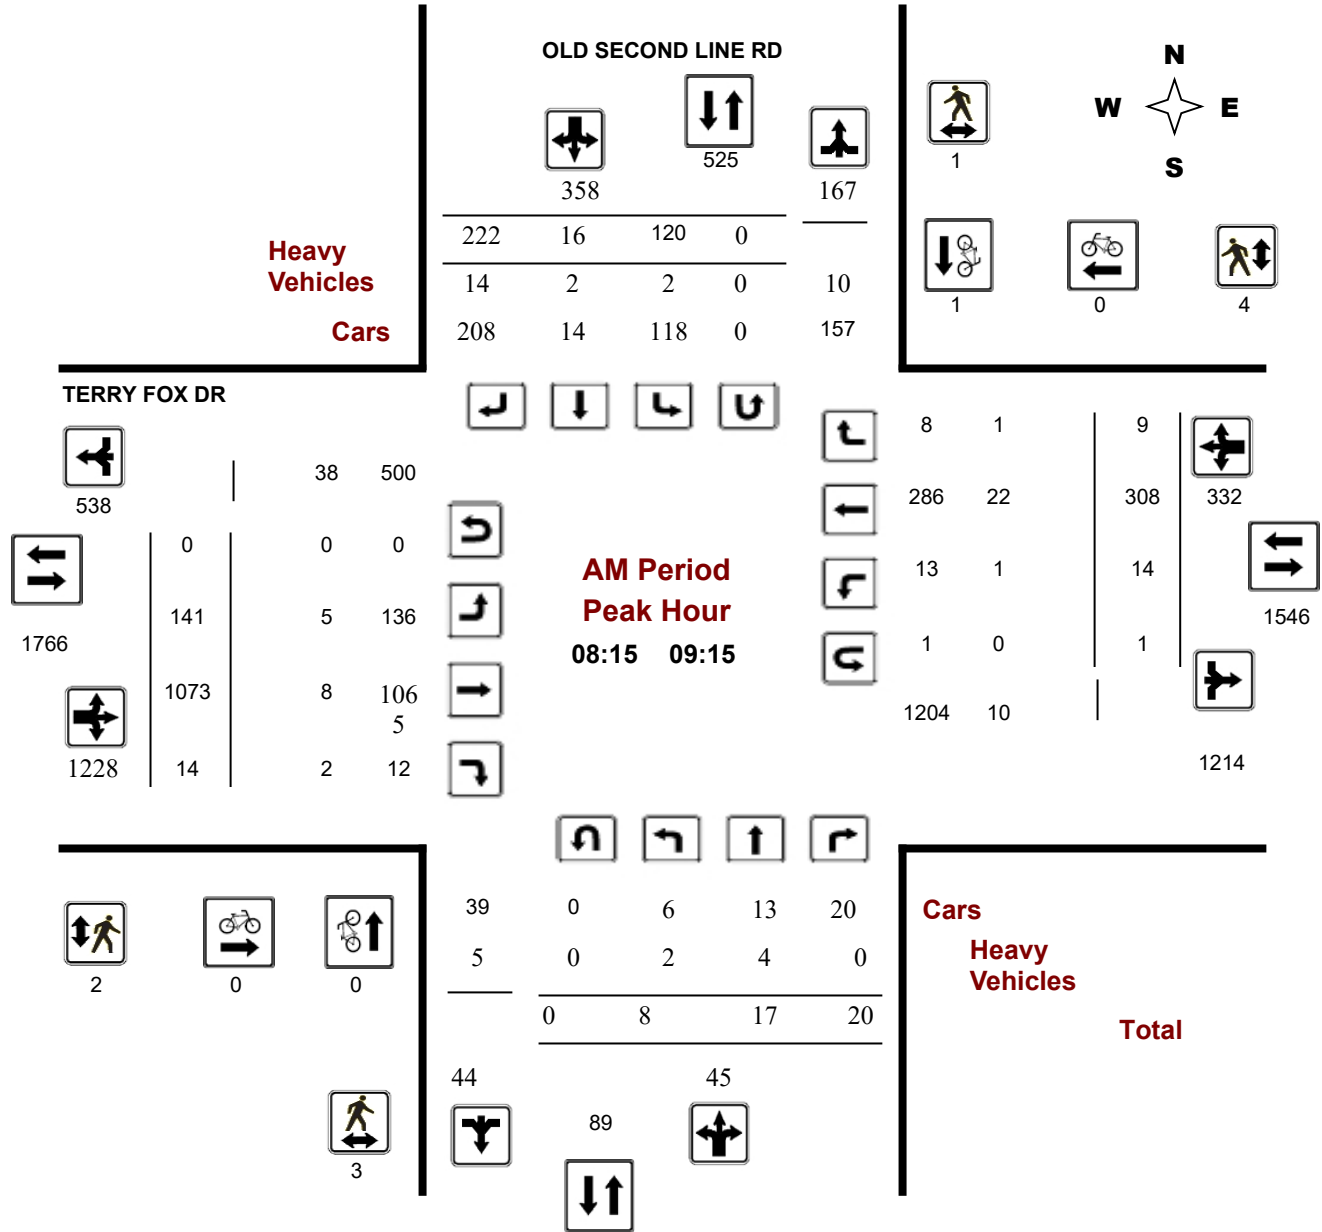 OLD SECOND LINE RD
N
W E
S
525
1
358 167
222 16 120 0
Heavy
Vehicles
14 2 2 0 10
1 0 4
Cars
208 14 118 0 157
TERRY FOX DR
8 1 9
38 500
538
286 22 308 332
0 0 0
AM Period
13 1 14
Peak Hour
141 5 136
1546
1766
08:15 09:15
1 0 1
1073 8 106
5
1204 10
1228 14 2 12
1214
39 0 6 13 20
Cars
5 0 2 4 0
Heavy
Vehicles
2 0 0
0 8 17 20
Total
44 45
89
3